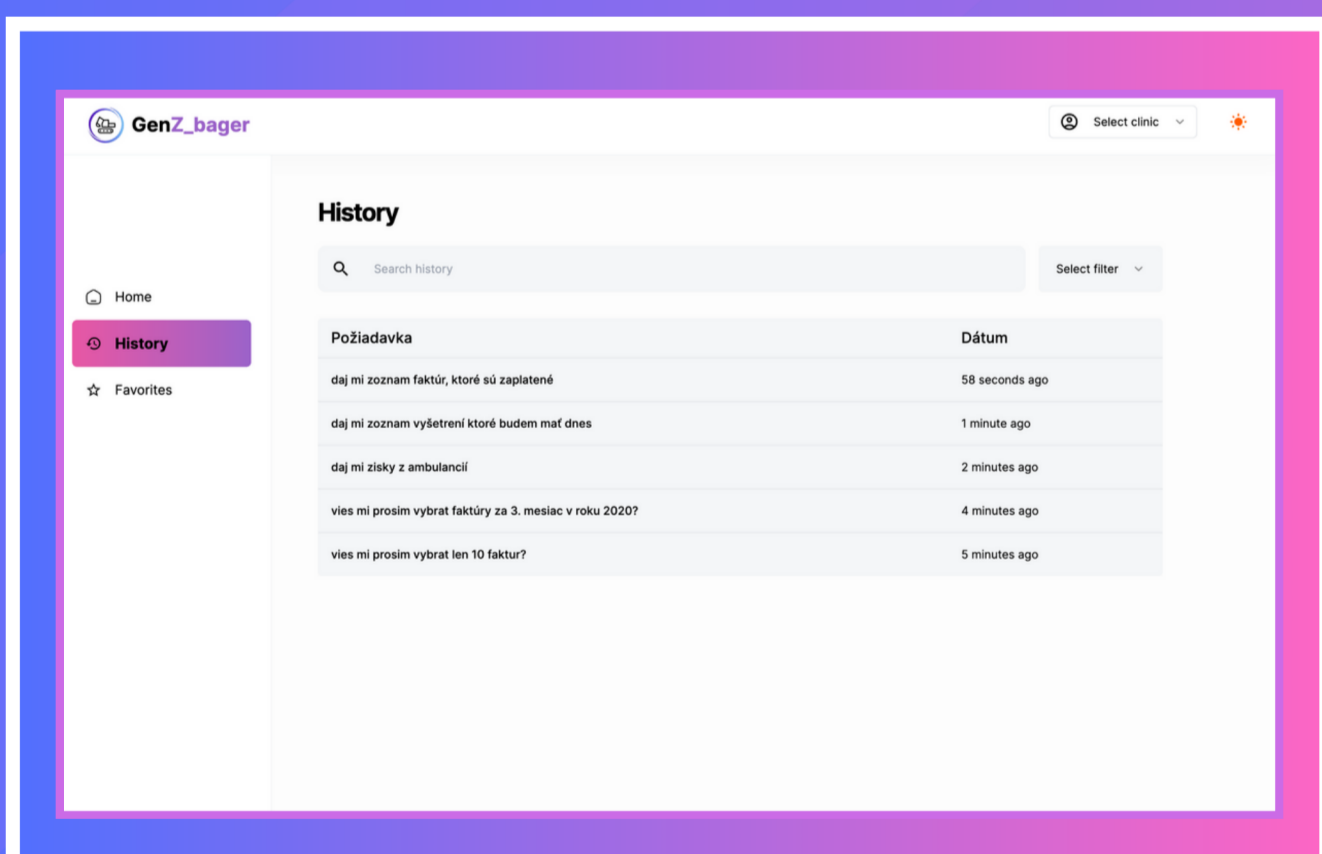 GenZ_bager
Select clinic
History
Search history
Select filter
Home
History
Favorites
Požiadavka Dátum
daj mi zoznam faktúr, ktoré sú zaplatené 58 seconds ago
daj mi zoznam vyšetrení ktoré budem mať dnes 1 minute ago
daj mi zisky z ambulancií 2 minutes ago
vies mi prosim vybrat faktúry za 3. mesiac v roku 2020? 4 minutes ago
vies mi prosim vybrat len 10 faktur? 5 minutes ago